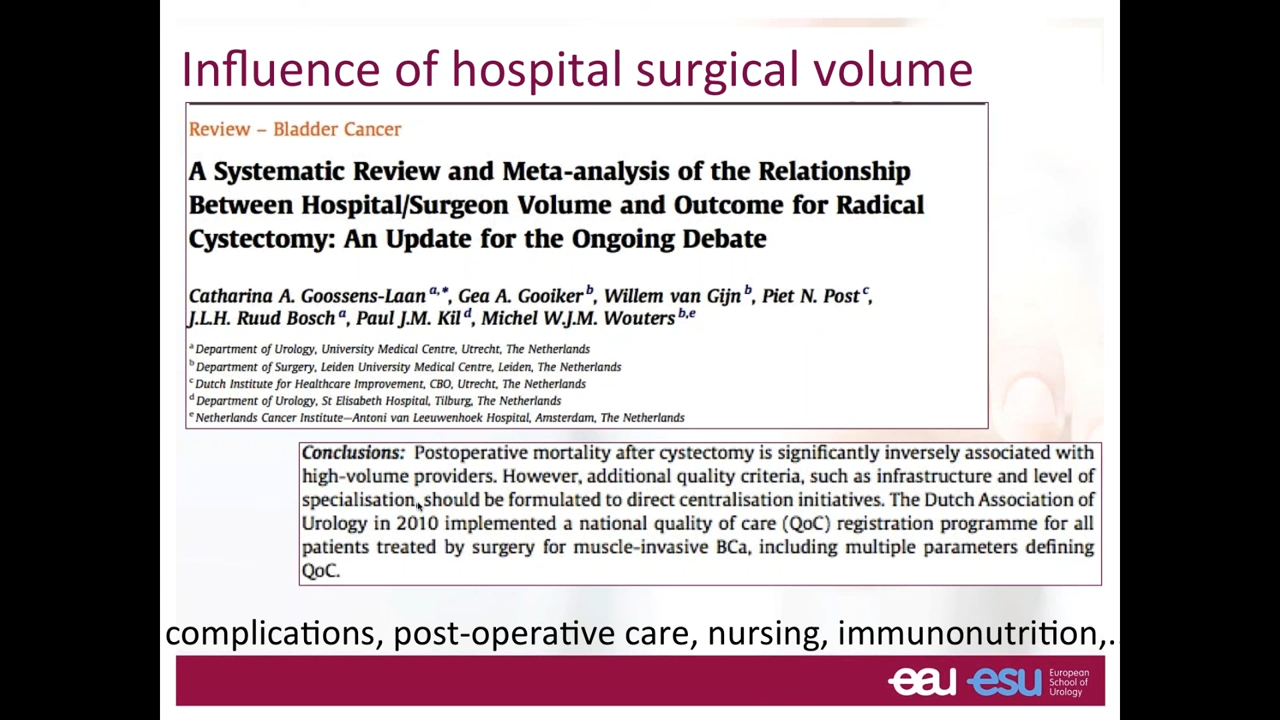 Influence of hospital surgical volume
Review – Bladder Cancer
A Systematic Review and Meta-analysis of the Relationship
Between Hospital/Surgeon Volume and Outcome for Radical
Cystectomy: An Update for the Ongoing Debate
Catharina A. Goossens-Laan a,*, Gea A. Gooiker b, Willem van Gijn b, Piet N. Post c,
J.L.H. Ruud Bosch a, Paul J.M. Kil d, Michel W.J.M. Wouters b,e
a Department of Urology, University Medical Centre, Utrecht, The Netherlands
b Department of Surgery, Leiden University Medical Centre, Leiden, The Netherlands
c Dutch Institute for Healthcare Improvement, CBO, Utrecht, The Netherlands
d Department of Urology, St Elisabeth Hospital, Tilburg, The Netherlands
e Netherlands Cancer Institute—Antoni van Leeuwenhoek Hospital, Amsterdam, The Netherlands
Conclusions: Postoperative mortality after cystectomy is significantly inversely associated with
high-volume providers. However, additional quality criteria, such as infrastructure and level of
specialisation, should be formulated to direct centralisation initiatives. The Dutch Association of
Urology in 2010 implemented a national quality of care (QoC) registration programme for all
patients treated by surgery for muscle-invasive BCa, including multiple parameters defining
QoC.
complications, post-operative care, nursing, immunonutrition,.
eau esu European
School of
Urology